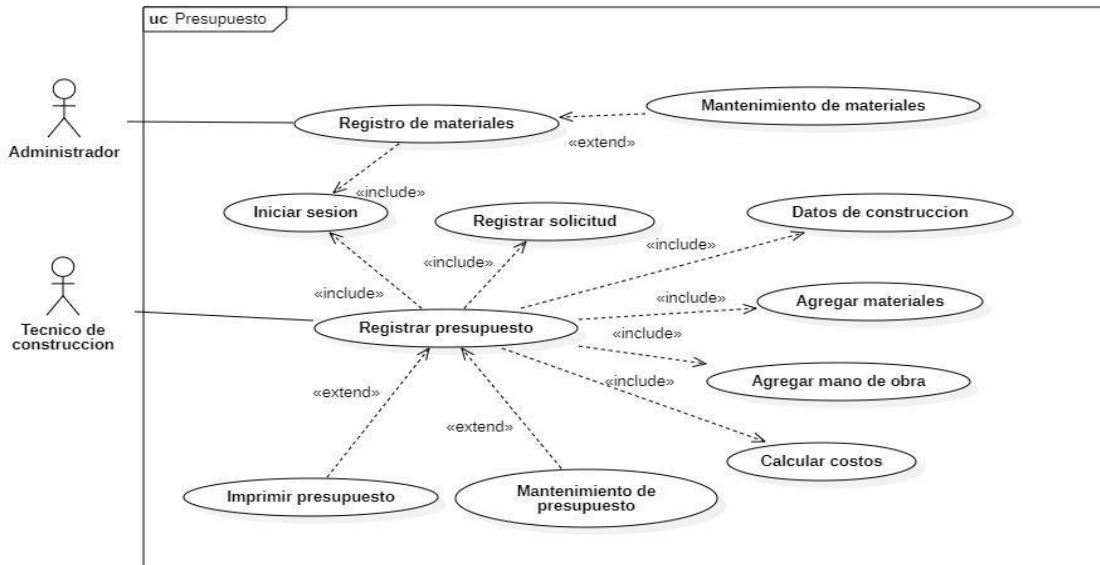 uc Presupuesto
Mantenimiento de materiales
Registro de materiales
«extend»
Administrador
«include»
Iniciar sesion
Registrar solicitud
Datos de construccion
«include»
«include»
«include»
Agregar materiales
«include»
Tecnico de
construccion
Registrar presupuesto
«include»
Agregar mano de obra
«include»
«extend»
«extend»
Calcular costos
Imprimir presupuesto
Mantenimiento de
presupuesto